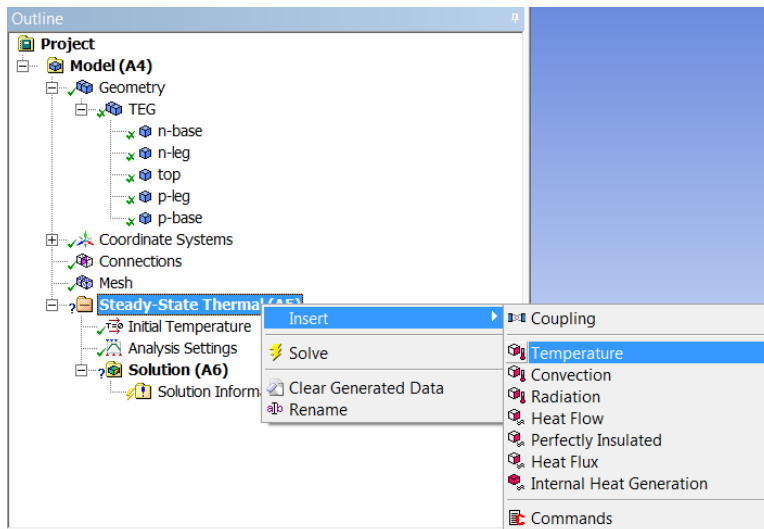 Outline
Project
Model (A4)
Geometry
TEG
n-base
n-leg
top
p-leg
p-base
Coordinate Systems
Connections
Mesh
Steady-State Thermal (A5)
Initial Temperature
Analysis Settings
Solution (A6)
Solution Informa
Insert
Solve
Clear Generated Data
Rename
Coupling
Temperature
Convection
Radiation
Heat Flow
Perfectly Insulated
Heat Flux
Internal Heat Generation
Commands